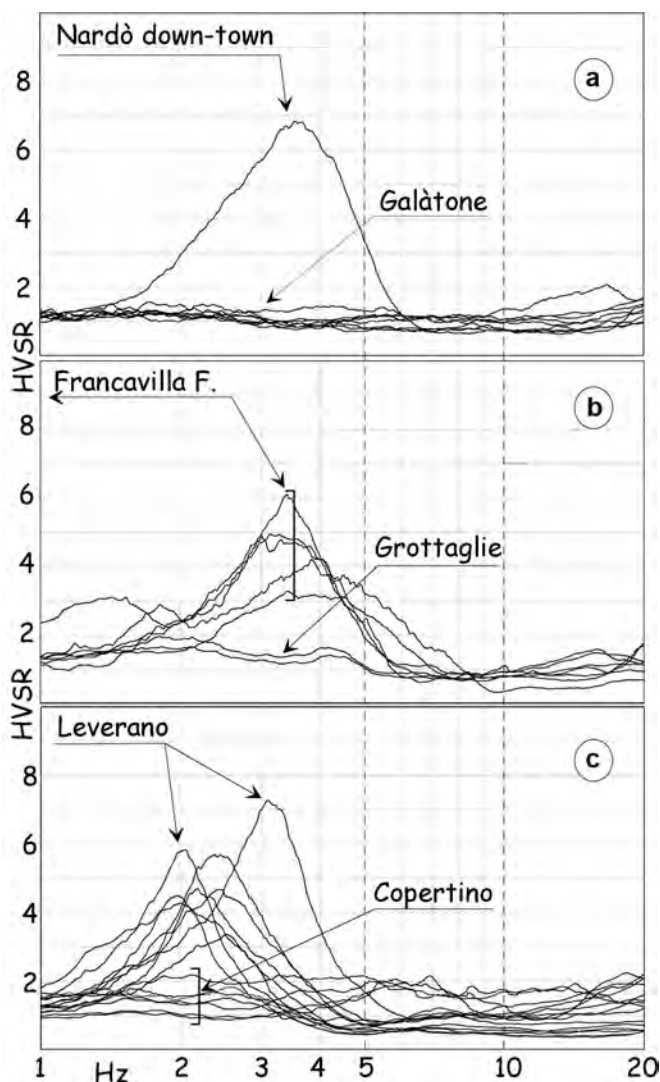 Nardò down-town
a
8
6
Galàtone
4
2
HVSR
Francavilla F.
b
8
6
Grottaglie
4
2
HVSR
Leverano
c
8
6
Copertino
4
2
1 Hz 2 3 4 5 10 20